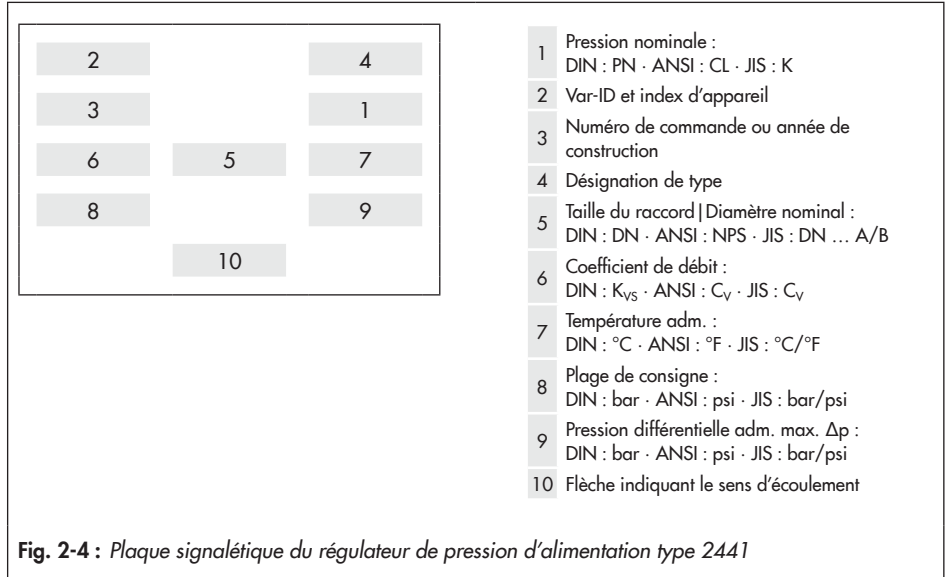 2 4
3 1
6 5 7
8 9
10
1 Pression nominale :
DIN : PN · ANSI : CL · JIS : K
2 Var-ID et index d'appareil
3 Numéro de commande ou année de
construction
4 Désignation de type
5 Taille du raccord|Diamètre nominal :
DIN : DN · ANSI : NPS · JIS : DN … A/B
6 Coefficient de débit :
DIN : KVS · ANSI : CV · JIS : CV
7 Température adm. :
DIN : °C · ANSI : °F · JIS : °C/°F
8 Plage de consigne :
DIN : bar · ANSI : psi · JIS : bar/psi
9 Pression différentielle adm. max. Δp :
DIN : bar · ANSI : psi · JIS : bar/psi
10 Flèche indiquant le sens d'écoulement
Fig. 2-4 : Plaque signalétique du régulateur de pression d'alimentation type 2441